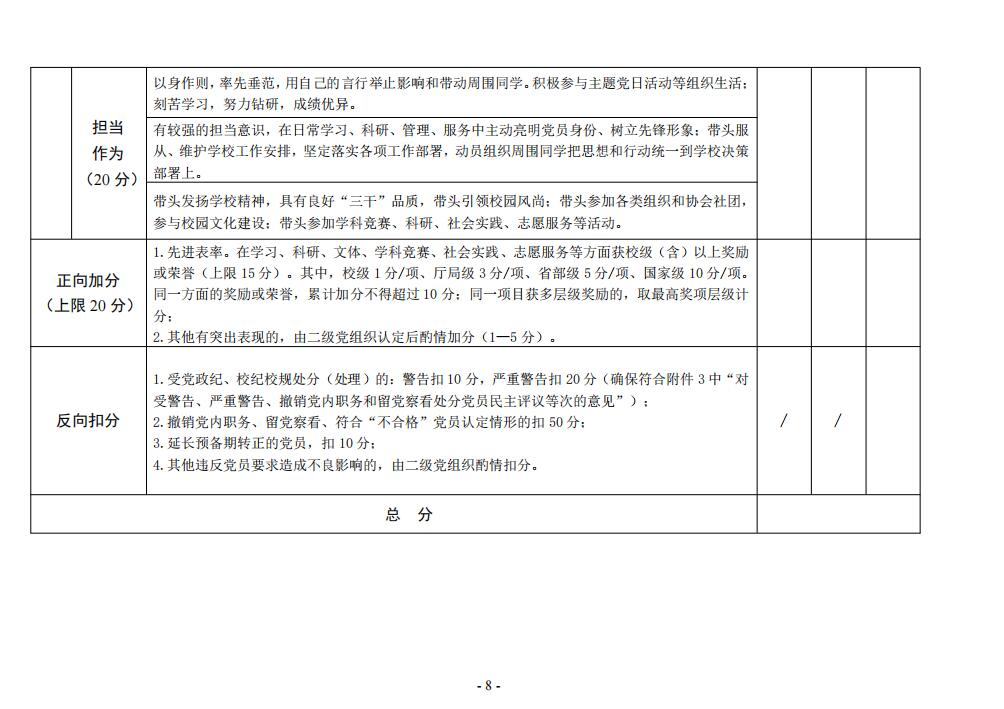 担当
作为
（20 分）
以身作则，率先垂范，用自己的言行举止影响和带动周围同学。积极参与主题党日活动等组织生活；
刻苦学习，努力钻研，成绩优异。
有较强的担当意识，在日常学习、科研、管理、服务中主动亮明党员身份、树立先锋形象；带头服
从、维护学校工作安排，坚定落实各项工作部署，动员组织周围同学把思想和行动统一到学校决策
部署上。
带头发扬学校精神，具有良好“三干”品质，带头引领校园风尚；带头参加各类组织和协会社团，
参与校园文化建设；带头参加学科竞赛、科研、社会实践、志愿服务等活动。
正向加分
（上限 20 分）
1.先进表率。在学习、科研、文体、学科竞赛、社会实践、志愿服务等方面获校级（含）以上奖励
或荣誉（上限 15 分）。其中，校级 1 分/项、厅局级 3 分/项、省部级 5 分/项、国家级 10 分/项。
同一方面的奖励或荣誉，累计加分不得超过 10 分；同一项目获多层级奖励的，取最高奖项层级计
分；
2.其他有突出表现的，由二级党组织认定后酌情加分（1—5 分）。
反向扣分
1.受党政纪、校纪校规处分（处理）的：警告扣 10 分，严重警告扣 20 分（确保符合附件 3 中“对
受警告、严重警告、撤销党内职务和留党察看处分党员民主评议等次的意见”）；
2.撤销党内职务、留党察看、符合“不合格”党员认定情形的扣 50 分；
3.延长预备期转正的党员，扣 10 分；
4.其他违反党员要求造成不良影响的，由二级党组织酌情扣分。
/
/
总 分
- 8 -